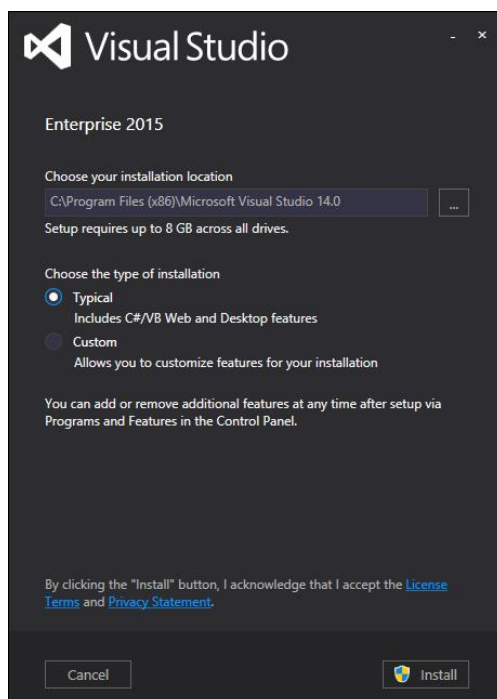 Visual Studio
Enterprise 2015
Choose your installation location
C:\Program Files (x86)\Microsoft Visual Studio 14.0
...
Setup requires up to 8 GB across all drives.
Choose the type of installation
Typical
Includes C#/VB Web and Desktop features
Custom
Allows you to customize features for your installation
You can add or remove additional features at any time after setup via
Programs and Features in the Control Panel.
By clicking the "Install" button, I acknowledge that I accept the License
Terms and Privacy Statement.
Cancel
Install